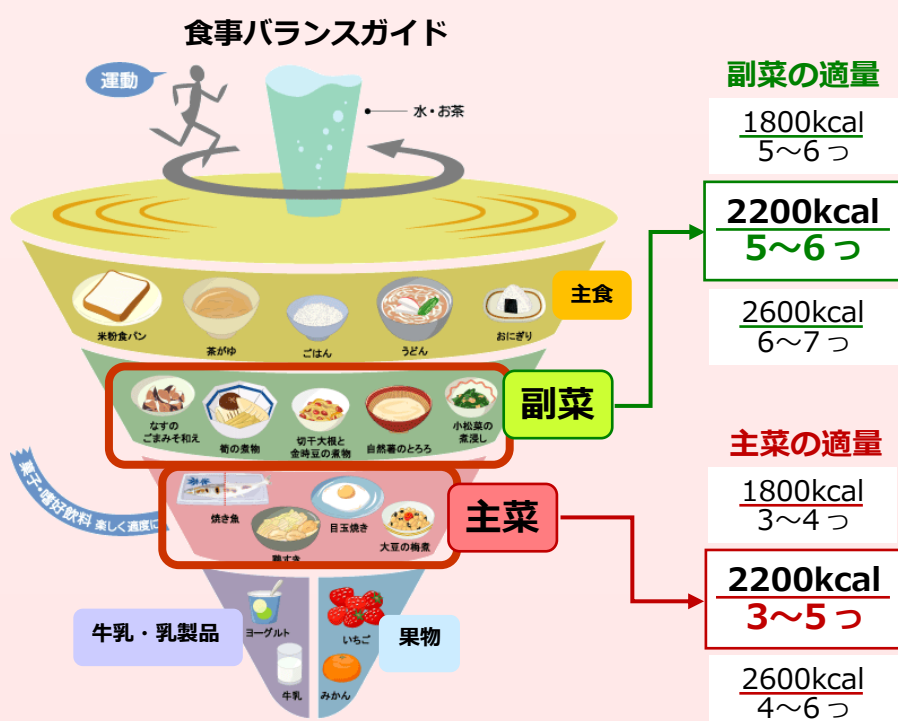 食事バランスガイド
運動
水・お茶
主食
米粉食パン
茶がゆ
ごはん
うどん
おにぎり
副菜
なすの
ごまみそ和え
筍の煮物
切干大根と
金時豆の煮物
自然薯のとろろ
小松菜の
煮浸し
菓子・嗜好飲料 楽しく適度に
主菜
焼き魚
鶏すき
目玉焼き
大豆の梅煮
牛乳・乳製品
ヨーグルト
牛乳
果物
いちご
みかん
副菜の適量
1800kcal
5～6つ
2200kcal
5～6つ
2600kcal
6～7つ
主菜の適量
1800kcal
3～4つ
2200kcal
3～5つ
2600kcal
4～6つ